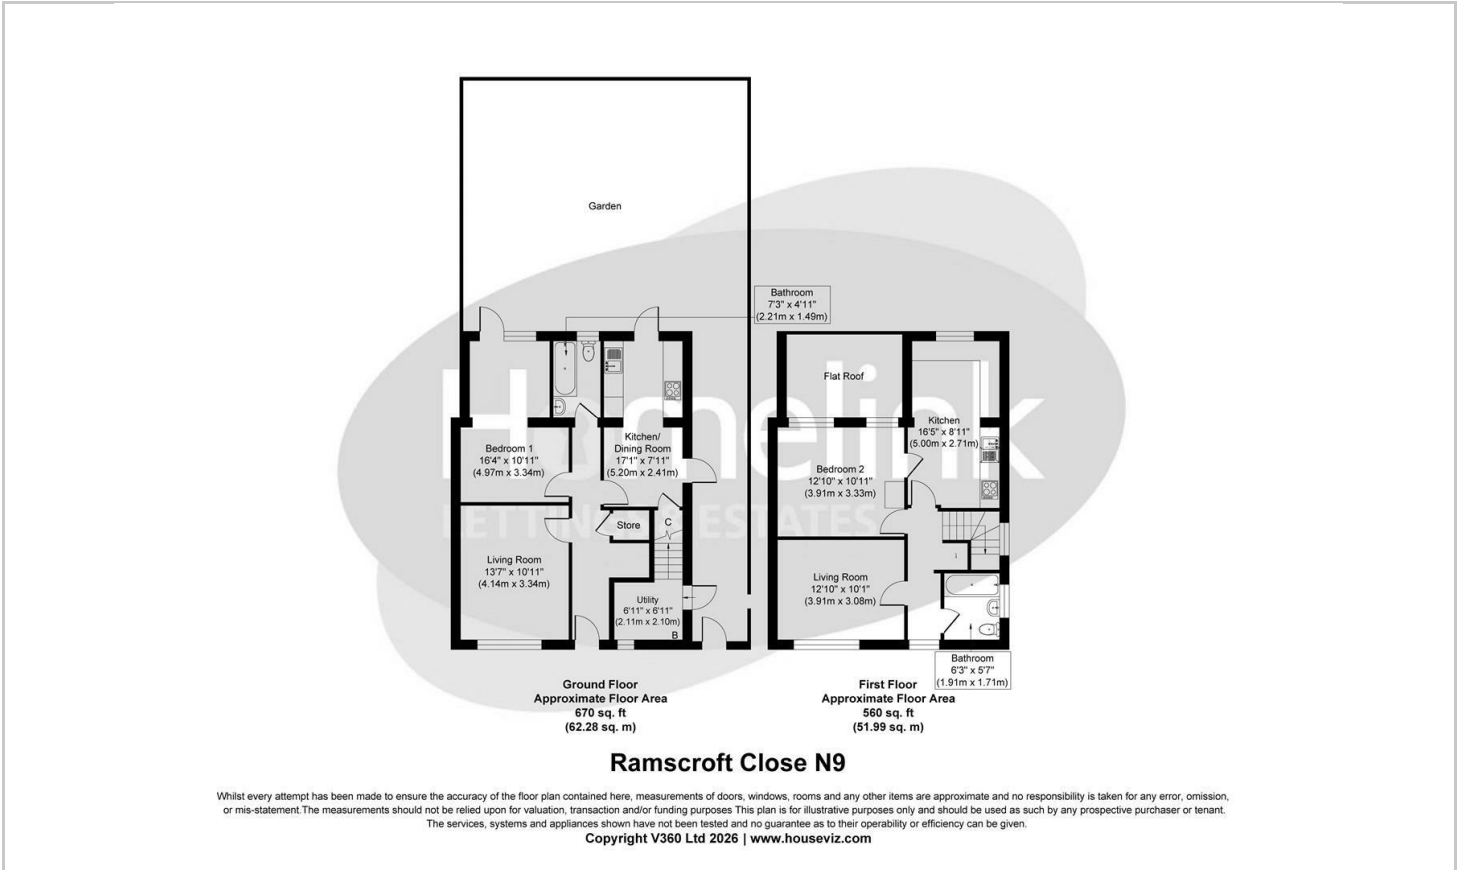 Garden
Bathroom
7'3" x 4'11"
(2.21m x 1.49m)
Flat Roof
Homelink
LETTINGS & ESTATES
Kitchen/
Dining Room
17'1" x 7'11"
(5.20m x 2.41m)
Bedroom 1
16'4" x 10'11"
(4.97m x 3.34m)
Kitchen
16'5" x 8'11"
(5.00m x 2.71m)
Bedroom 2
12'10" x 10'11"
(3.91m x 3.33m)
Store
C
Living Room
13'7" x 10'11"
(4.14m x 3.34m)
Utility
6'11" x 6'11"
(2.11m x 2.10m)
B
Living Room
12'10" x 10'1"
(3.91m x 3.08m)
Bathroom
6'3" x 5'7"
(1.91m x 1.71m)
Ground Floor
Approximate Floor Area
670 sq. ft
(62.28 sq. m)
First Floor
Approximate Floor Area
560 sq. ft
(51.99 sq. m)
Ramscroft Close N9
Whilst every attempt has been made to ensure the accuracy of the floor plan contained here, measurements of doors, windows, rooms and any other items are approximate and no responsibility is taken for any error, omission,
or mis-statement.The measurements should not be relied upon for valuation, transaction and/or funding purposes This plan is for illustrative purposes only and should be used as such by any prospective purchaser or tenant.
The services, systems and appliances shown have not been tested and no guarantee as to their operability or efficiency can be given.
Copyright V360 Ltd 2026 | www.houseviz.com